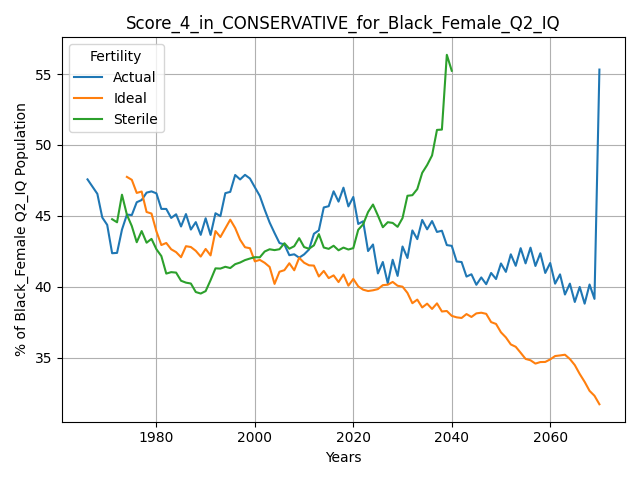 Score_4_in_CONSERVATIVE_for_Black_Female_Q2_IQ
Fertility
Actual
Ideal
Sterile
% of Black_Female Q2_IQ Population
55
50
45
40
35
1980
2000
2020
2040
2060
Years